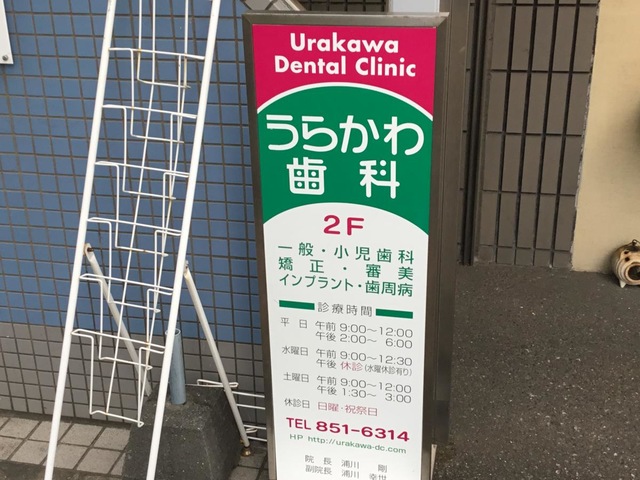 Urakawa
Dental Clinic
うらかわ
歯科
2F
一般・小児歯科
矯正・審美
インプラント・歯周病
診療時間
平日 午前 9:00～12:00
午後 2:00～ 6:00
水曜日 午前 9:00～12:30
午後 休診 (水曜休診有り)
土曜日 午前 9:00～12:00
午後 1:30～ 3:00
休診日 日曜・祝祭日
TEL 851-6314
HP http://urakawa-dc.com
院長 浦川 剛
副院長 浦川 幸世